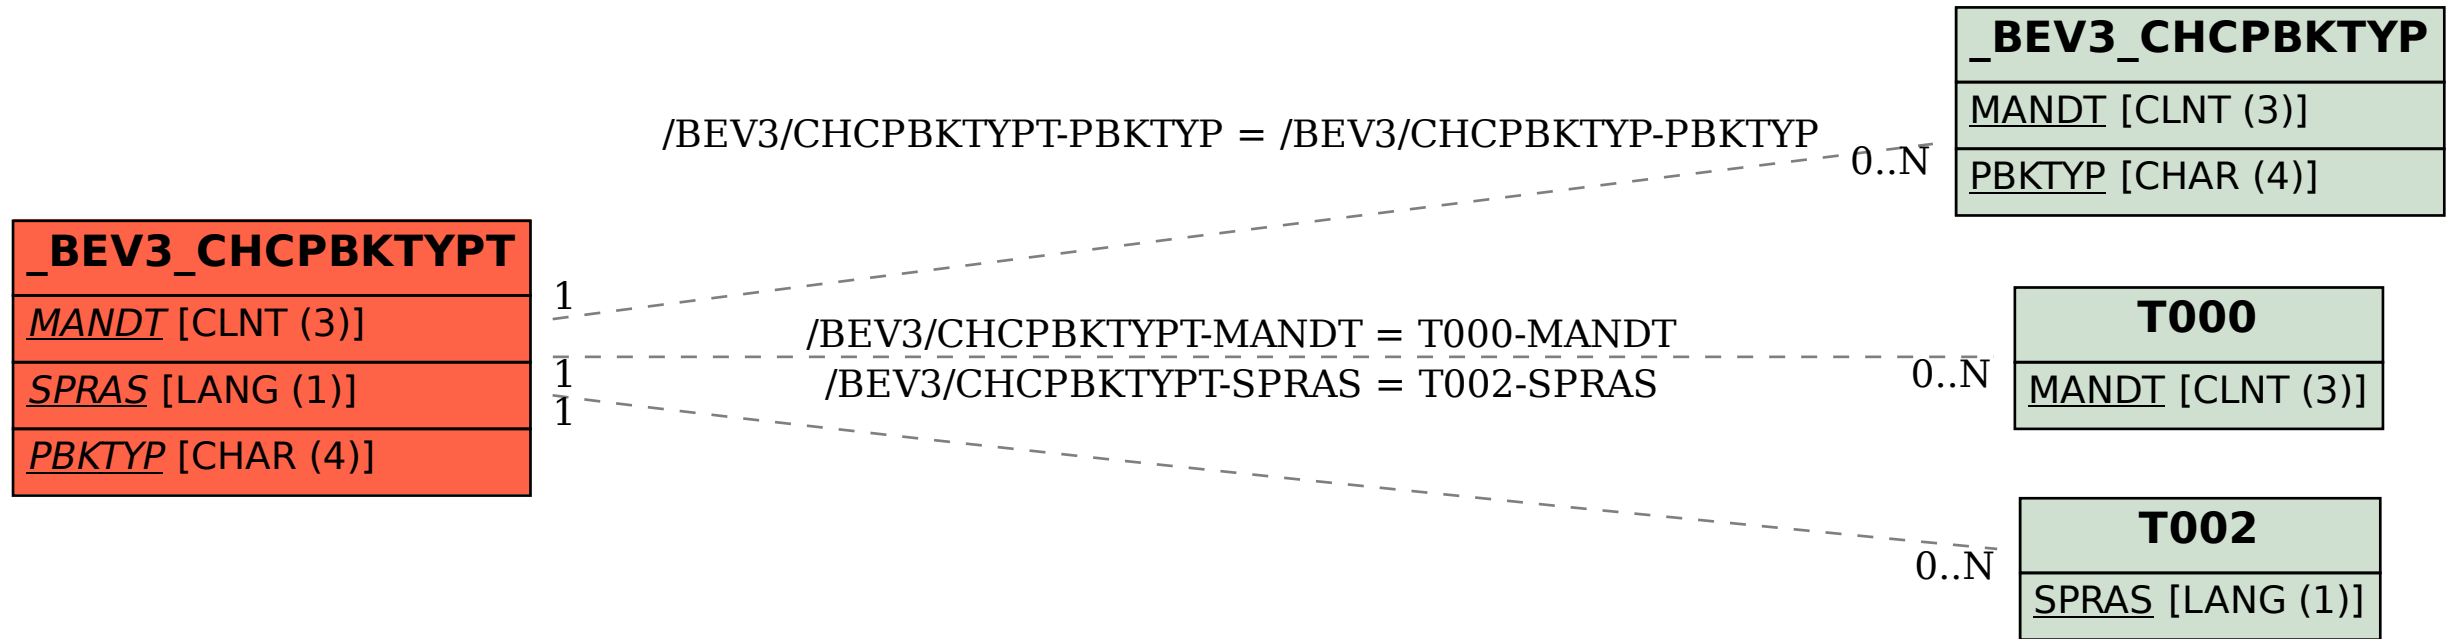 _BEV3_CHCPBKTYP
MANDT [CLNT (3)]
PBKTYP [CHAR (4)]
/BEV3/CHCPBKTYPT-PBKTYP = /BEV3/CHCPBKTYP-PBKTYP
0..N
_BEV3_CHCPBKTYPT
MANDT [CLNT (3)]
SPRAS [LANG (1)]
PBKTYP [CHAR (4)]
1
/BEV3/CHCPBKTYPT-MANDT = T000-MANDT
1
0..N
/BEV3/CHCPBKTYPT-SPRAS = T002-SPRAS
1
T000
MANDT [CLNT (3)]
0..N
T002
SPRAS [LANG (1)]